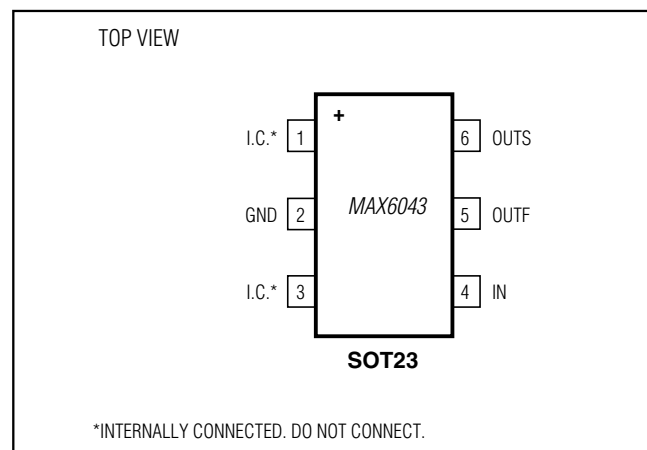 TOP VIEW
+
I.C.* 1 6 OUTS
GND 2 MAX6043 5 OUTF
I.C.* 3 4 IN
SOT23
*INTERNALLY CONNECTED. DO NOT CONNECT.